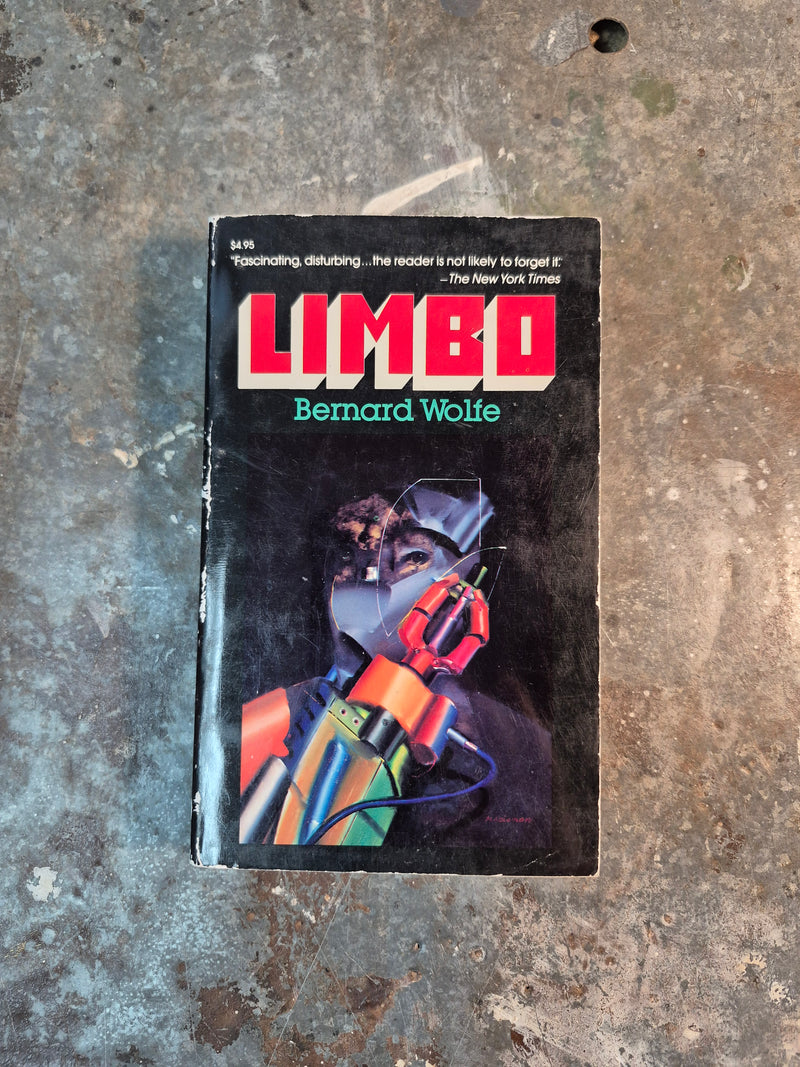 $4.95
"Fascinating, disturbing...the reader is not likely to forget it."
—The New York Times
LIMBO
Bernard Wolfe